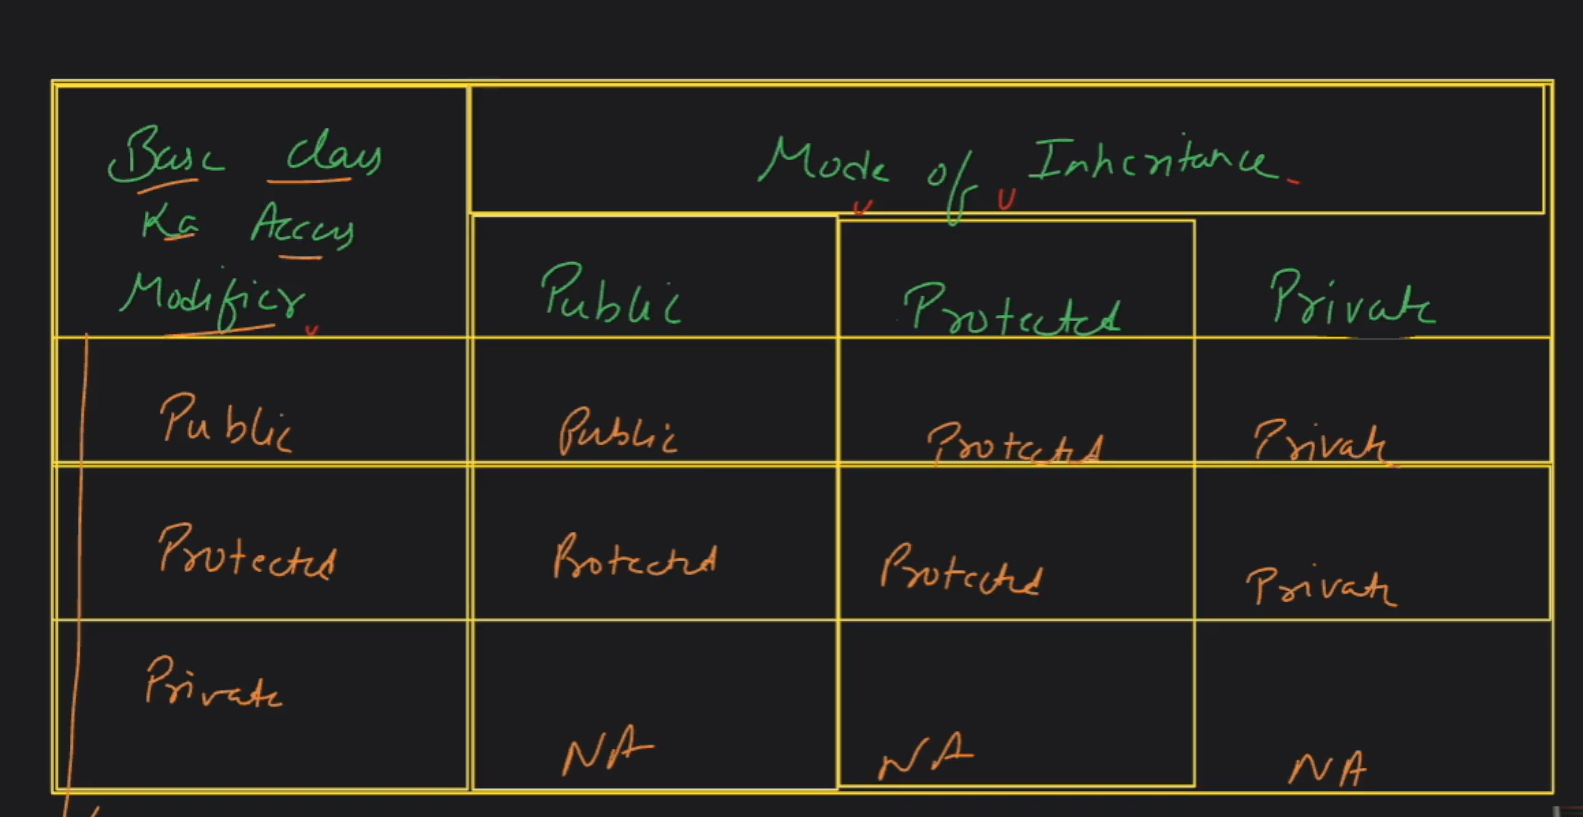 Base class
Ka Access
Modifier
Mode of Inheritance
Public Protected Private
Public Public Protected Private
Protected Protected Protected Private
Private NA NA NA